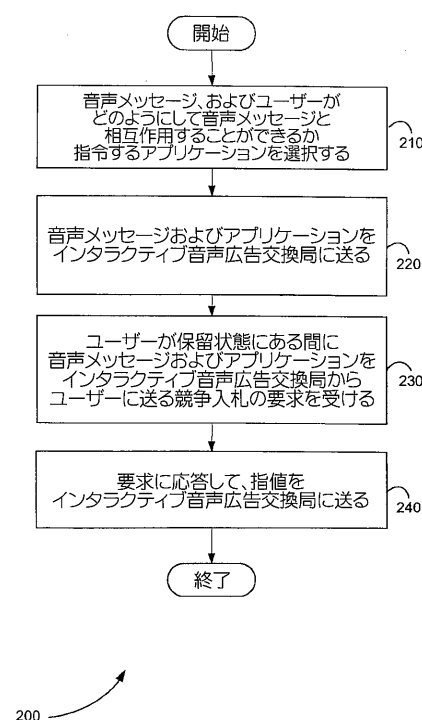 開始
音声メッセージ、およびユーザーが
どのようにして音声メッセージと
相互作用することができるか
指令するアプリケーションを選択する
210
音声メッセージおよびアプリケーションを
インタラクティブ音声広告交換局に送る
220
ユーザーが保留状態にある間に
音声メッセージおよびアプリケーションを
インタラクティブ音声広告交換局から
ユーザーに送る競争入札の要求を受ける
230
要求に応答して、指値を
インタラクティブ音声広告交換局に送る
240
終了
200